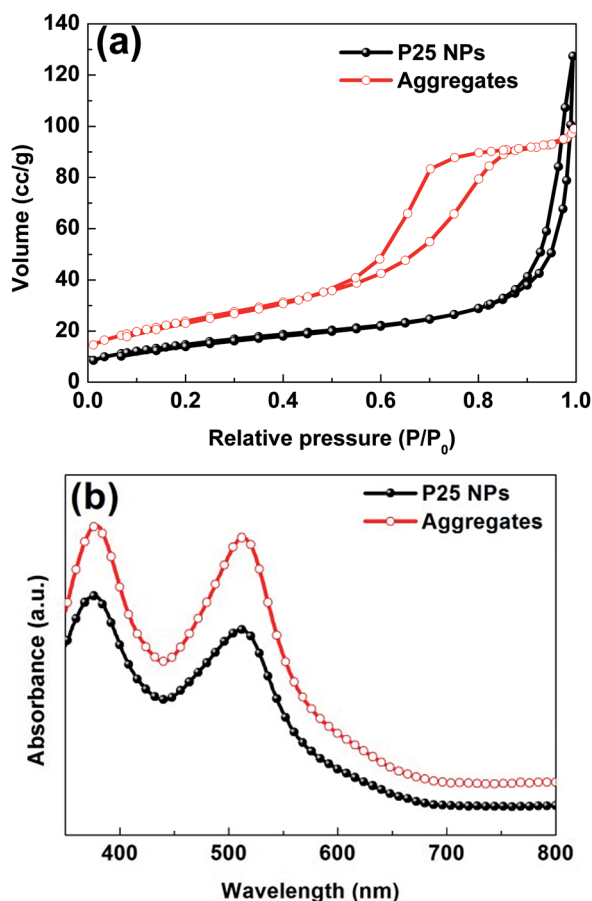 (a)
P25 NPs
Aggregates
140
120
100
80
60
40
20
0
Volume (cc/g)
0.0 0.2 0.4 0.6 0.8 1.0
Relative pressure (P/P0)
(b)
P25 NPs
Aggregates
Absorbance (a.u.)
400 500 600 700 800
Wavelength (nm)